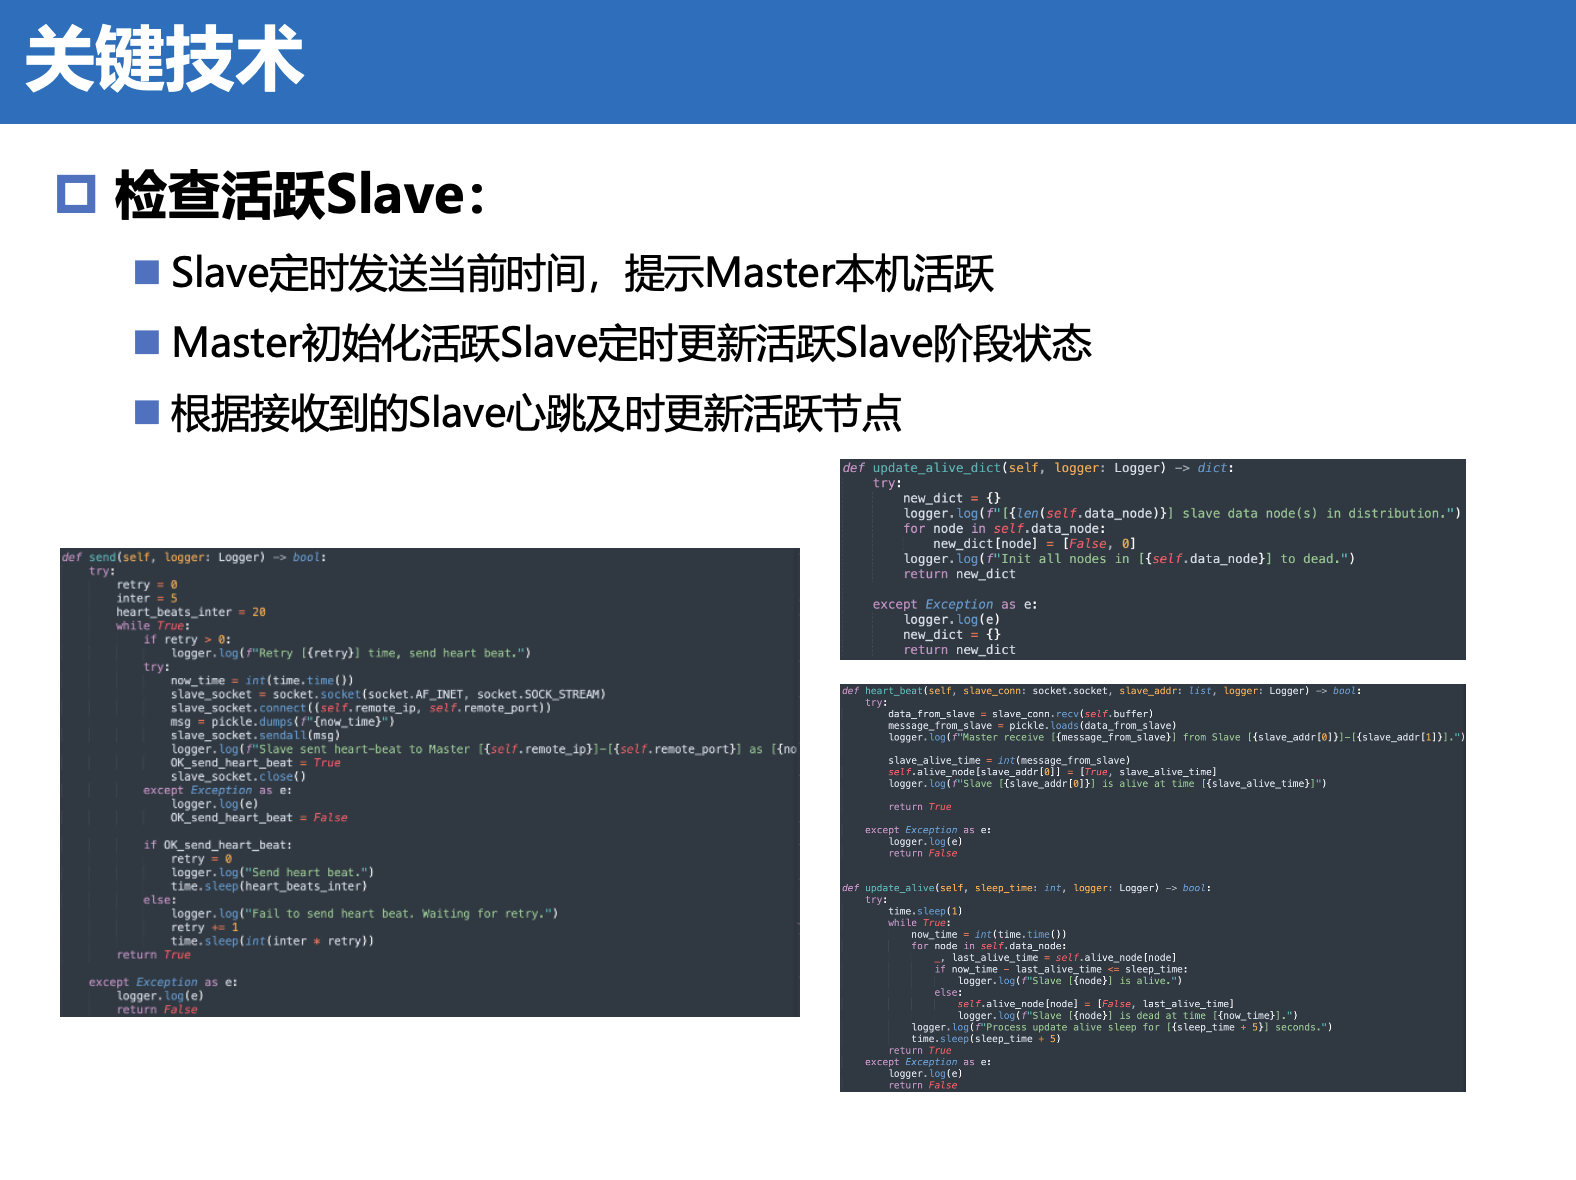 关键技术
检查活跃Slave：
Slave定时发送当前时间，提示Master本机活跃
Master初始化活跃Slave定时更新活跃Slave阶段状态
根据接收到的Slave心跳及时更新活跃节点
def send(self, logger: Logger) -> bool:
    try:
        retry = 0
        inter = 5
        heart_beats_inter = 20
        while True:
            if retry > 0:
                logger.log(f"Retry [{retry}] time, send heart beat.")
            try:
                now_time = int(time.time())
                slave_socket = socket.socket(socket.AF_INET, socket.SOCK_STREAM)
                slave_socket.connect((self.remote_ip, self.remote_port))
                msg = pickle.dumps(f"{now_time}")
                slave_socket.sendall(msg)
                logger.log(f"Slave sent heart-beat to Master [{self.remote_ip}]-[{self.remote_port}] as [{no
                OK_send_heart_beat = True
                slave_socket.close()
            except Exception as e:
                logger.log(e)
                OK_send_heart_beat = False
            if OK_send_heart_beat:
                retry = 0
                logger.log("Send heart beat.")
                time.sleep(heart_beats_inter)
            else:
                logger.log("Fail to send heart beat. Waiting for retry.")
                retry += 1
                time.sleep(int(inter * retry))
        return True
    except Exception as e:
        logger.log(e)
        return False
def update_alive_dict(self, logger: Logger) -> dict:
    try:
        new_dict = {}
        logger.log(f"[{len(self.data_node)}] slave data node(s) in distribution.")
        for node in self.data_node:
            new_dict[node] = [False, 0]
        logger.log(f"Init all nodes in [{self.data_node}] to dead.")
        return new_dict
    except Exception as e:
        logger.log(e)
        new_dict = {}
        return new_dict
def heart_beat(self, slave_conn: socket.socket, slave_addr: list, logger: Logger) -> bool:
    try:
        data_from_slave = slave_conn.recv(self.buffer)
        message_from_slave = pickle.loads(data_from_slave)
        logger.log(f"Master receive [{message_from_slave}] from Slave [{slave_addr[0]}]-[{slave_addr[1]}].")
        slave_alive_time = int(message_from_slave)
        self.alive_node[slave_addr[0]] = [True, slave_alive_time]
        logger.log(f"Slave [{slave_addr[0]}] is alive at time [{slave_alive_time}]")
        return True
    except Exception as e:
        logger.log(e)
        return False
def update_alive(self, sleep_time: int, logger: Logger) -> bool:
    try:
        time.sleep(1)
        while True:
            now_time = int(time.time())
            for node in self.data_node:
                _, last_alive_time = self.alive_node[node]
                if now_time - last_alive_time <= sleep_time:
                    logger.log(f"Slave [{node}] is alive.")
                else:
                    self.alive_node[node] = [False, last_alive_time]
                    logger.log(f"Slave [{node}] is dead at time [{now_time}].")
            logger.log(f"Process update alive sleep for [{sleep_time + 5}] seconds.")
            time.sleep(sleep_time + 5)
        return True
    except Exception as e:
        logger.log(e)
        return False